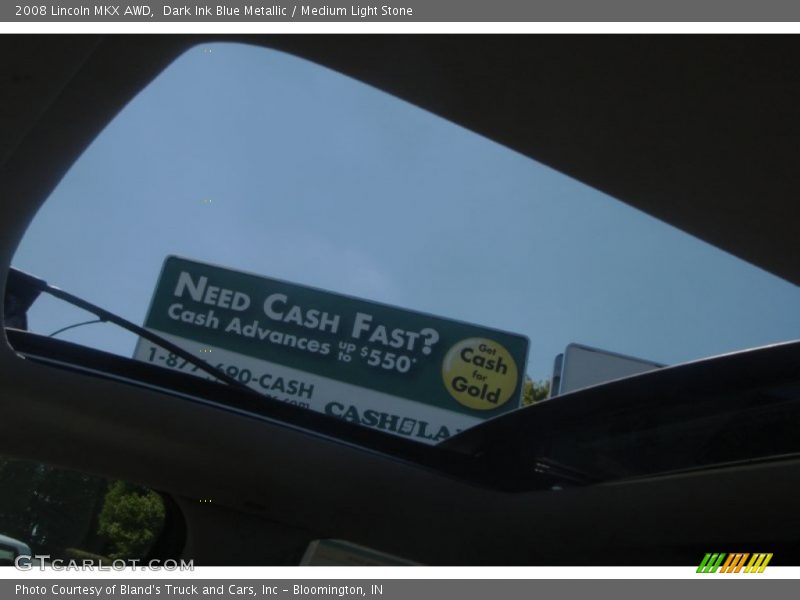 2008 Lincoln MKX AWD, Dark Ink Blue Metallic / Medium Light Stone
NEED CASH FAST?
Cash Advances up to $550*
Get
Cash
for
Gold
1-877-690-CASH
GTCARLOT.COM
Photo Courtesy of Bland's Truck and Cars, Inc - Bloomington, IN